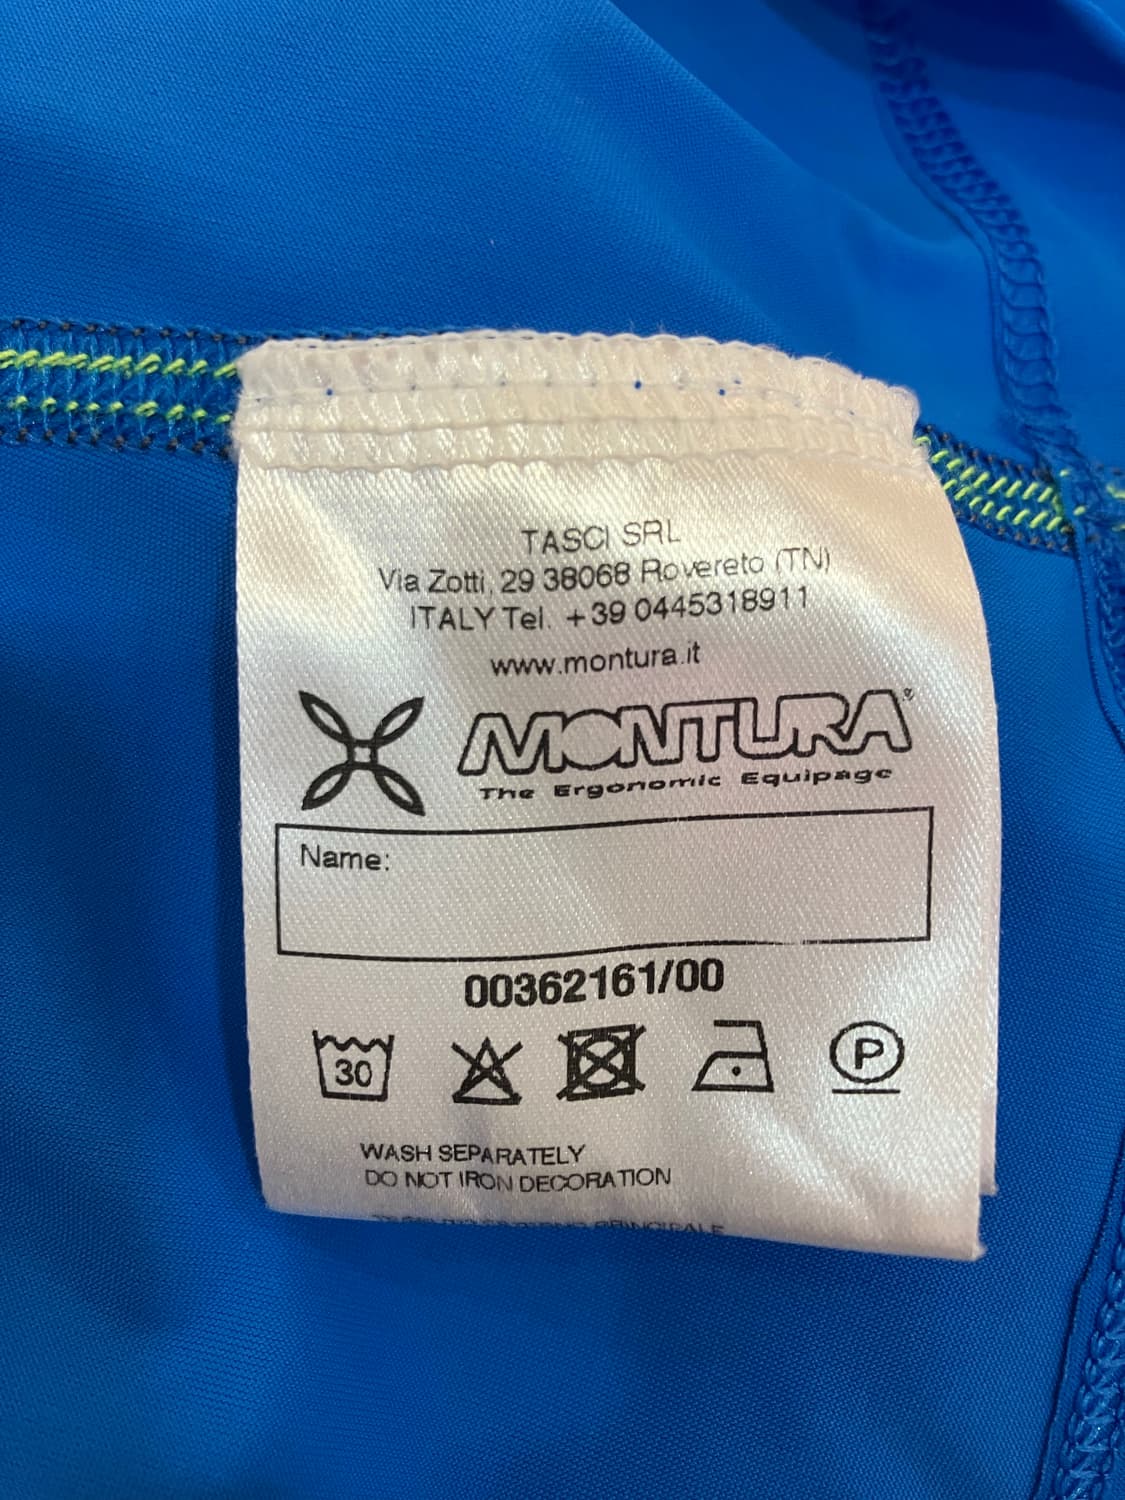 TASCI SRL
Via Zotti, 29 38068 Rovereto (TN)
ITALY Tel. +39 0445318911
www.montura.it
MONTURA®
The Ergonomic Equipage
Name:
00362161/00
30
P
WASH SEPARATELY
DO NOT IRON DECORATION
PRINCIPALE